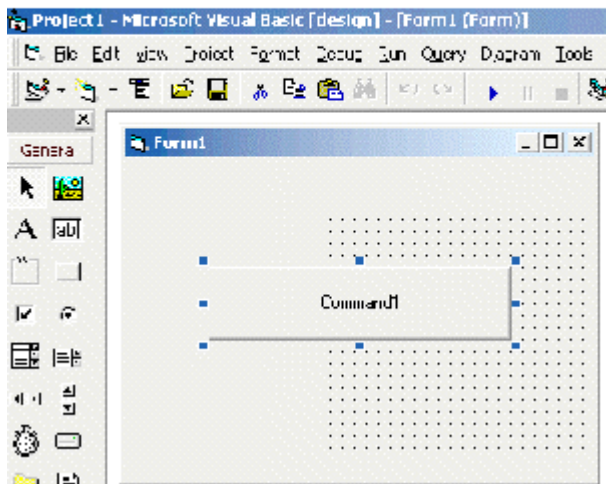 Project1 - Microsoft Visual Basic [design] - [Form1 (Form)]
File Edit View Project Format Debug Run Query Diagram Tools
General
Form1
A ab|
Command1